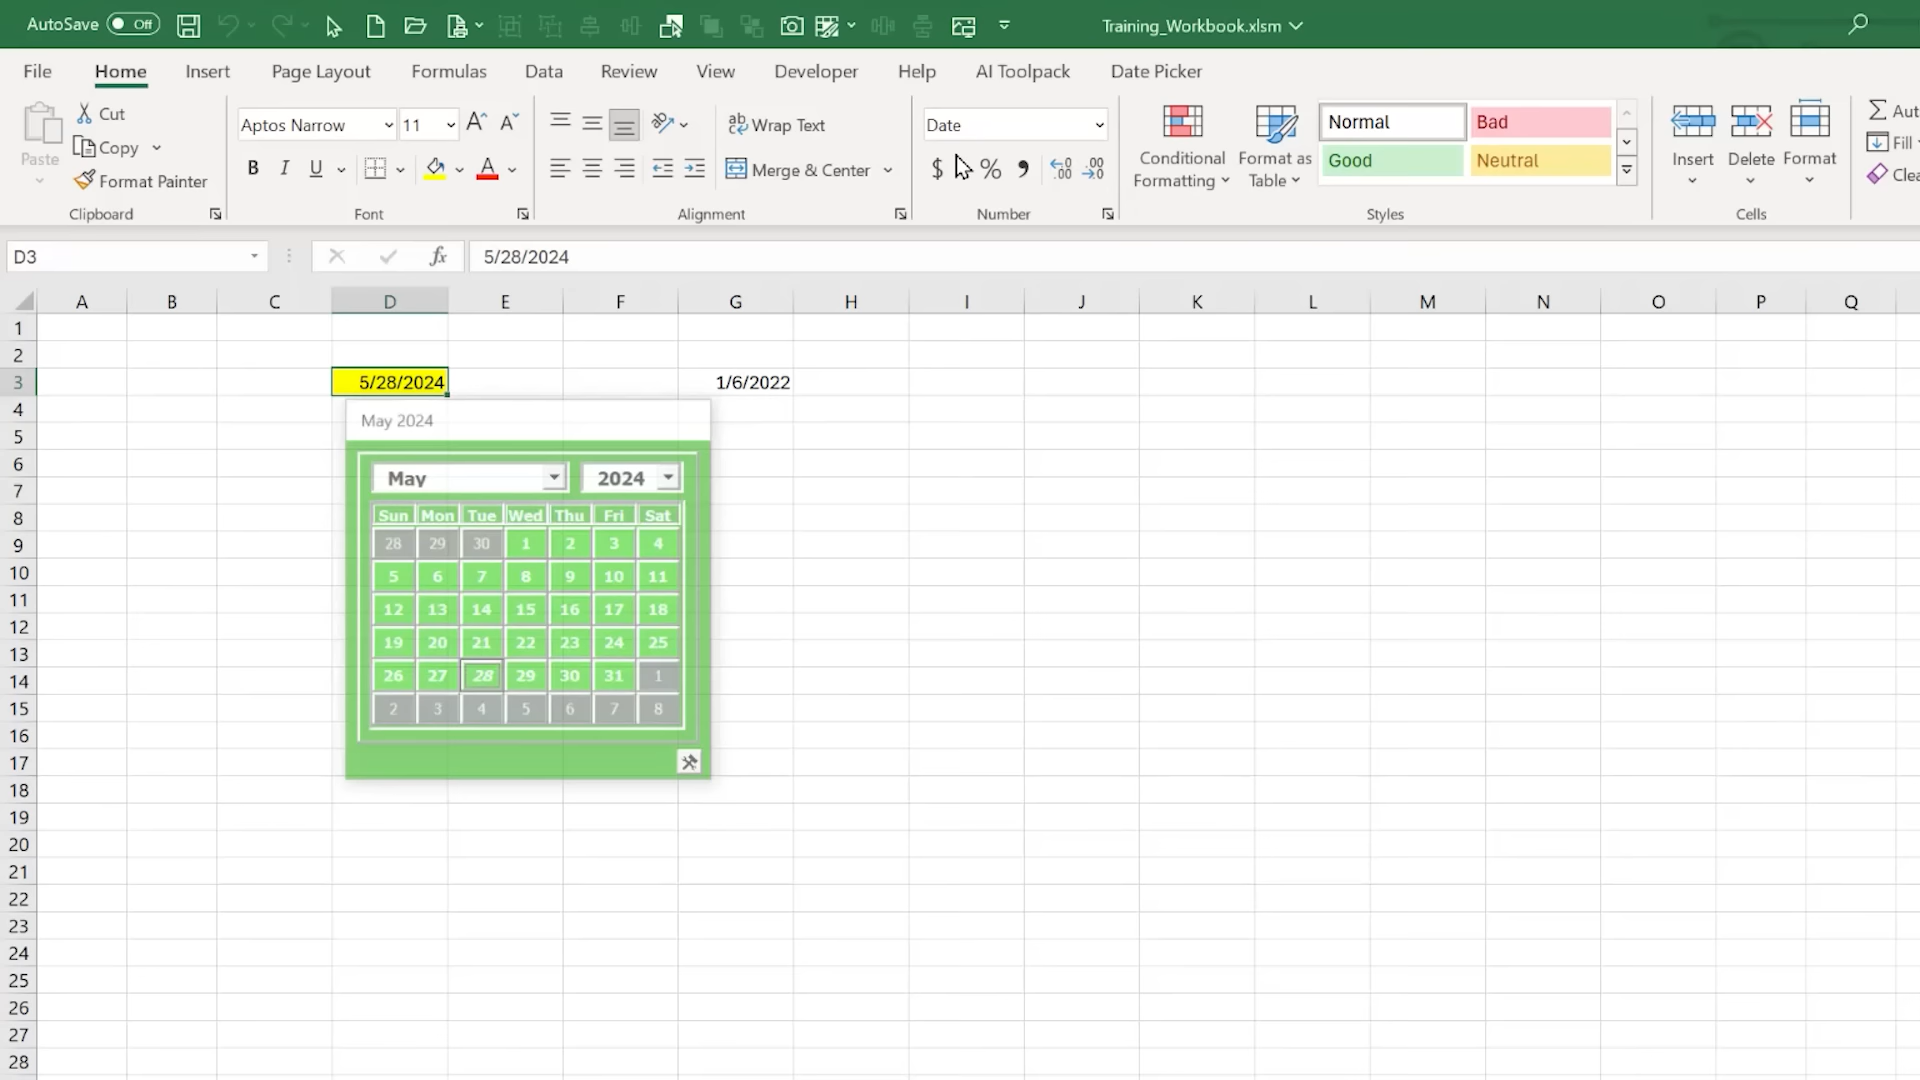 AutoSave Off Training_Workbook.xlsm
File Home Insert Page Layout Formulas Data Review View Developer Help AI Toolpack Date Picker
Paste
Cut
Copy
Format Painter
Clipboard
Aptos Narrow 11
B I U
Font
Wrap Text
Merge & Center
Alignment
Date
$ % ,
Number
Conditional Formatting
Format as Table
Normal Bad
Good Neutral
Styles
Insert Delete Format
Cells
Aut
Fill
Clea
D3 fx 5/28/2024
A B C D E F G H I J K L M N O P Q
1
2
3 5/28/2024 1/6/2022
4
5
6
7
8
9
10
11
12
13
14
15
16
17
18
19
20
21
22
23
24
25
26
27
28
May 2024
May 2024
Sun Mon Tue Wed Thu Fri Sat
28 29 30 1 2 3 4
5 6 7 8 9 10 11
12 13 14 15 16 17 18
19 20 21 22 23 24 25
26 27 28 29 30 31 1
2 3 4 5 6 7 8